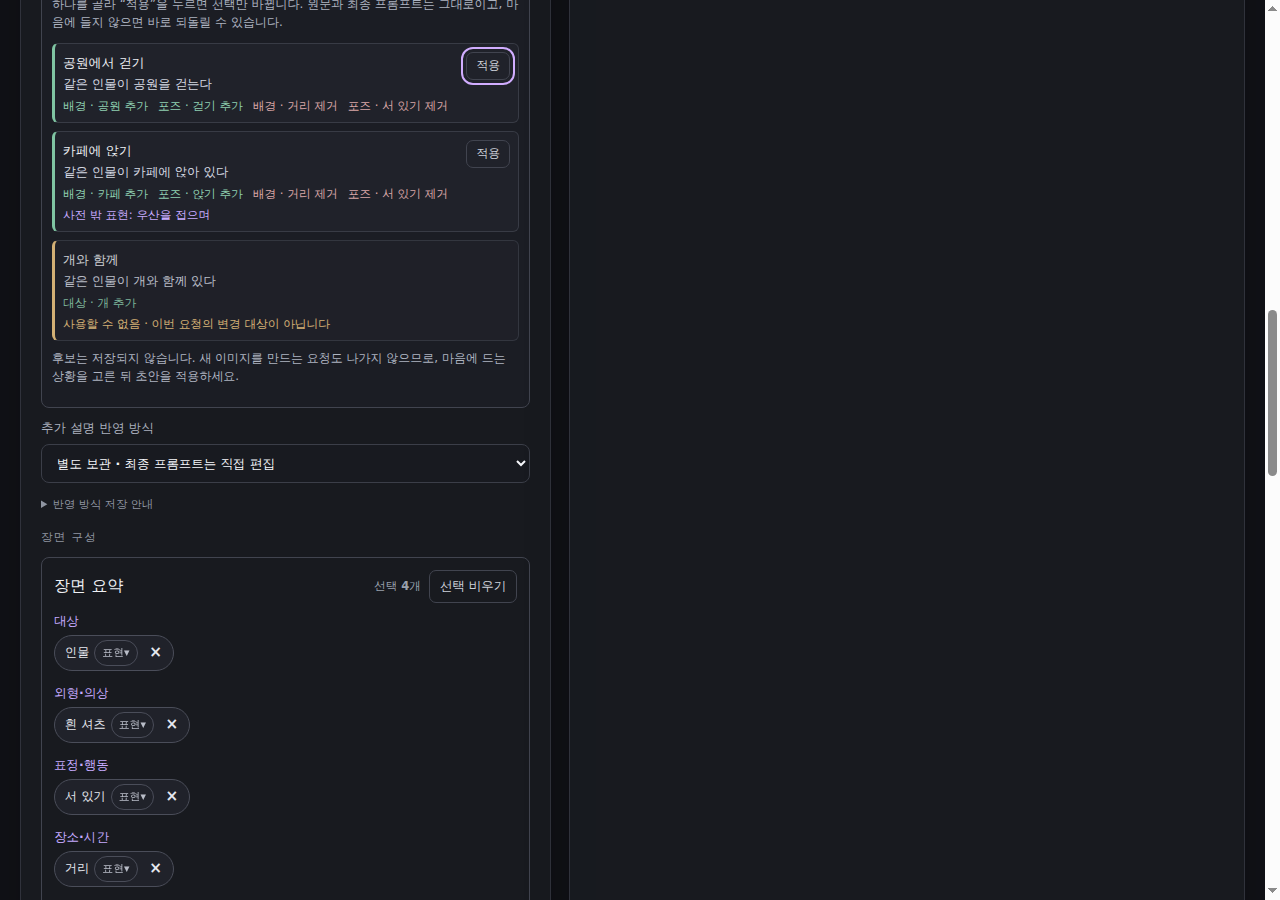 하나를 골라 “적용”을 누르면 선택만 바뀝니다. 원문과 최종 프롬프트는 그대로이고, 마
음에 들지 않으면 바로 되돌릴 수 있습니다.
공원에서 걷기
적용
같은 인물이 공원을 걷는다
배경 · 공원 추가 포즈 · 걷기 추가 배경 · 거리 제거 포즈 · 서 있기 제거
카페에 앉기
적용
같은 인물이 카페에 앉아 있다
배경 · 카페 추가 포즈 · 앉기 추가 배경 · 거리 제거 포즈 · 서 있기 제거
사전 밖 표현: 우산을 접으며
개와 함께
같은 인물이 개와 함께 있다
대상 · 개 추가
사용할 수 없음 · 이번 요청의 변경 대상이 아닙니다
후보는 저장되지 않습니다. 새 이미지를 만드는 요청도 나가지 않으므로, 마음에 드는
상황을 고른 뒤 초안을 적용하세요.
추가 설명 반영 방식
별도 보관 · 최종 프롬프트는 직접 편집
▶ 반영 방식 저장 안내
장면 구성
장면 요약
선택 4개
선택 비우기
대상
인물 표현▾ ×
외형·의상
흰 셔츠 표현▾ ×
표정·행동
서 있기 표현▾ ×
장소·시간
거리 표현▾ ×